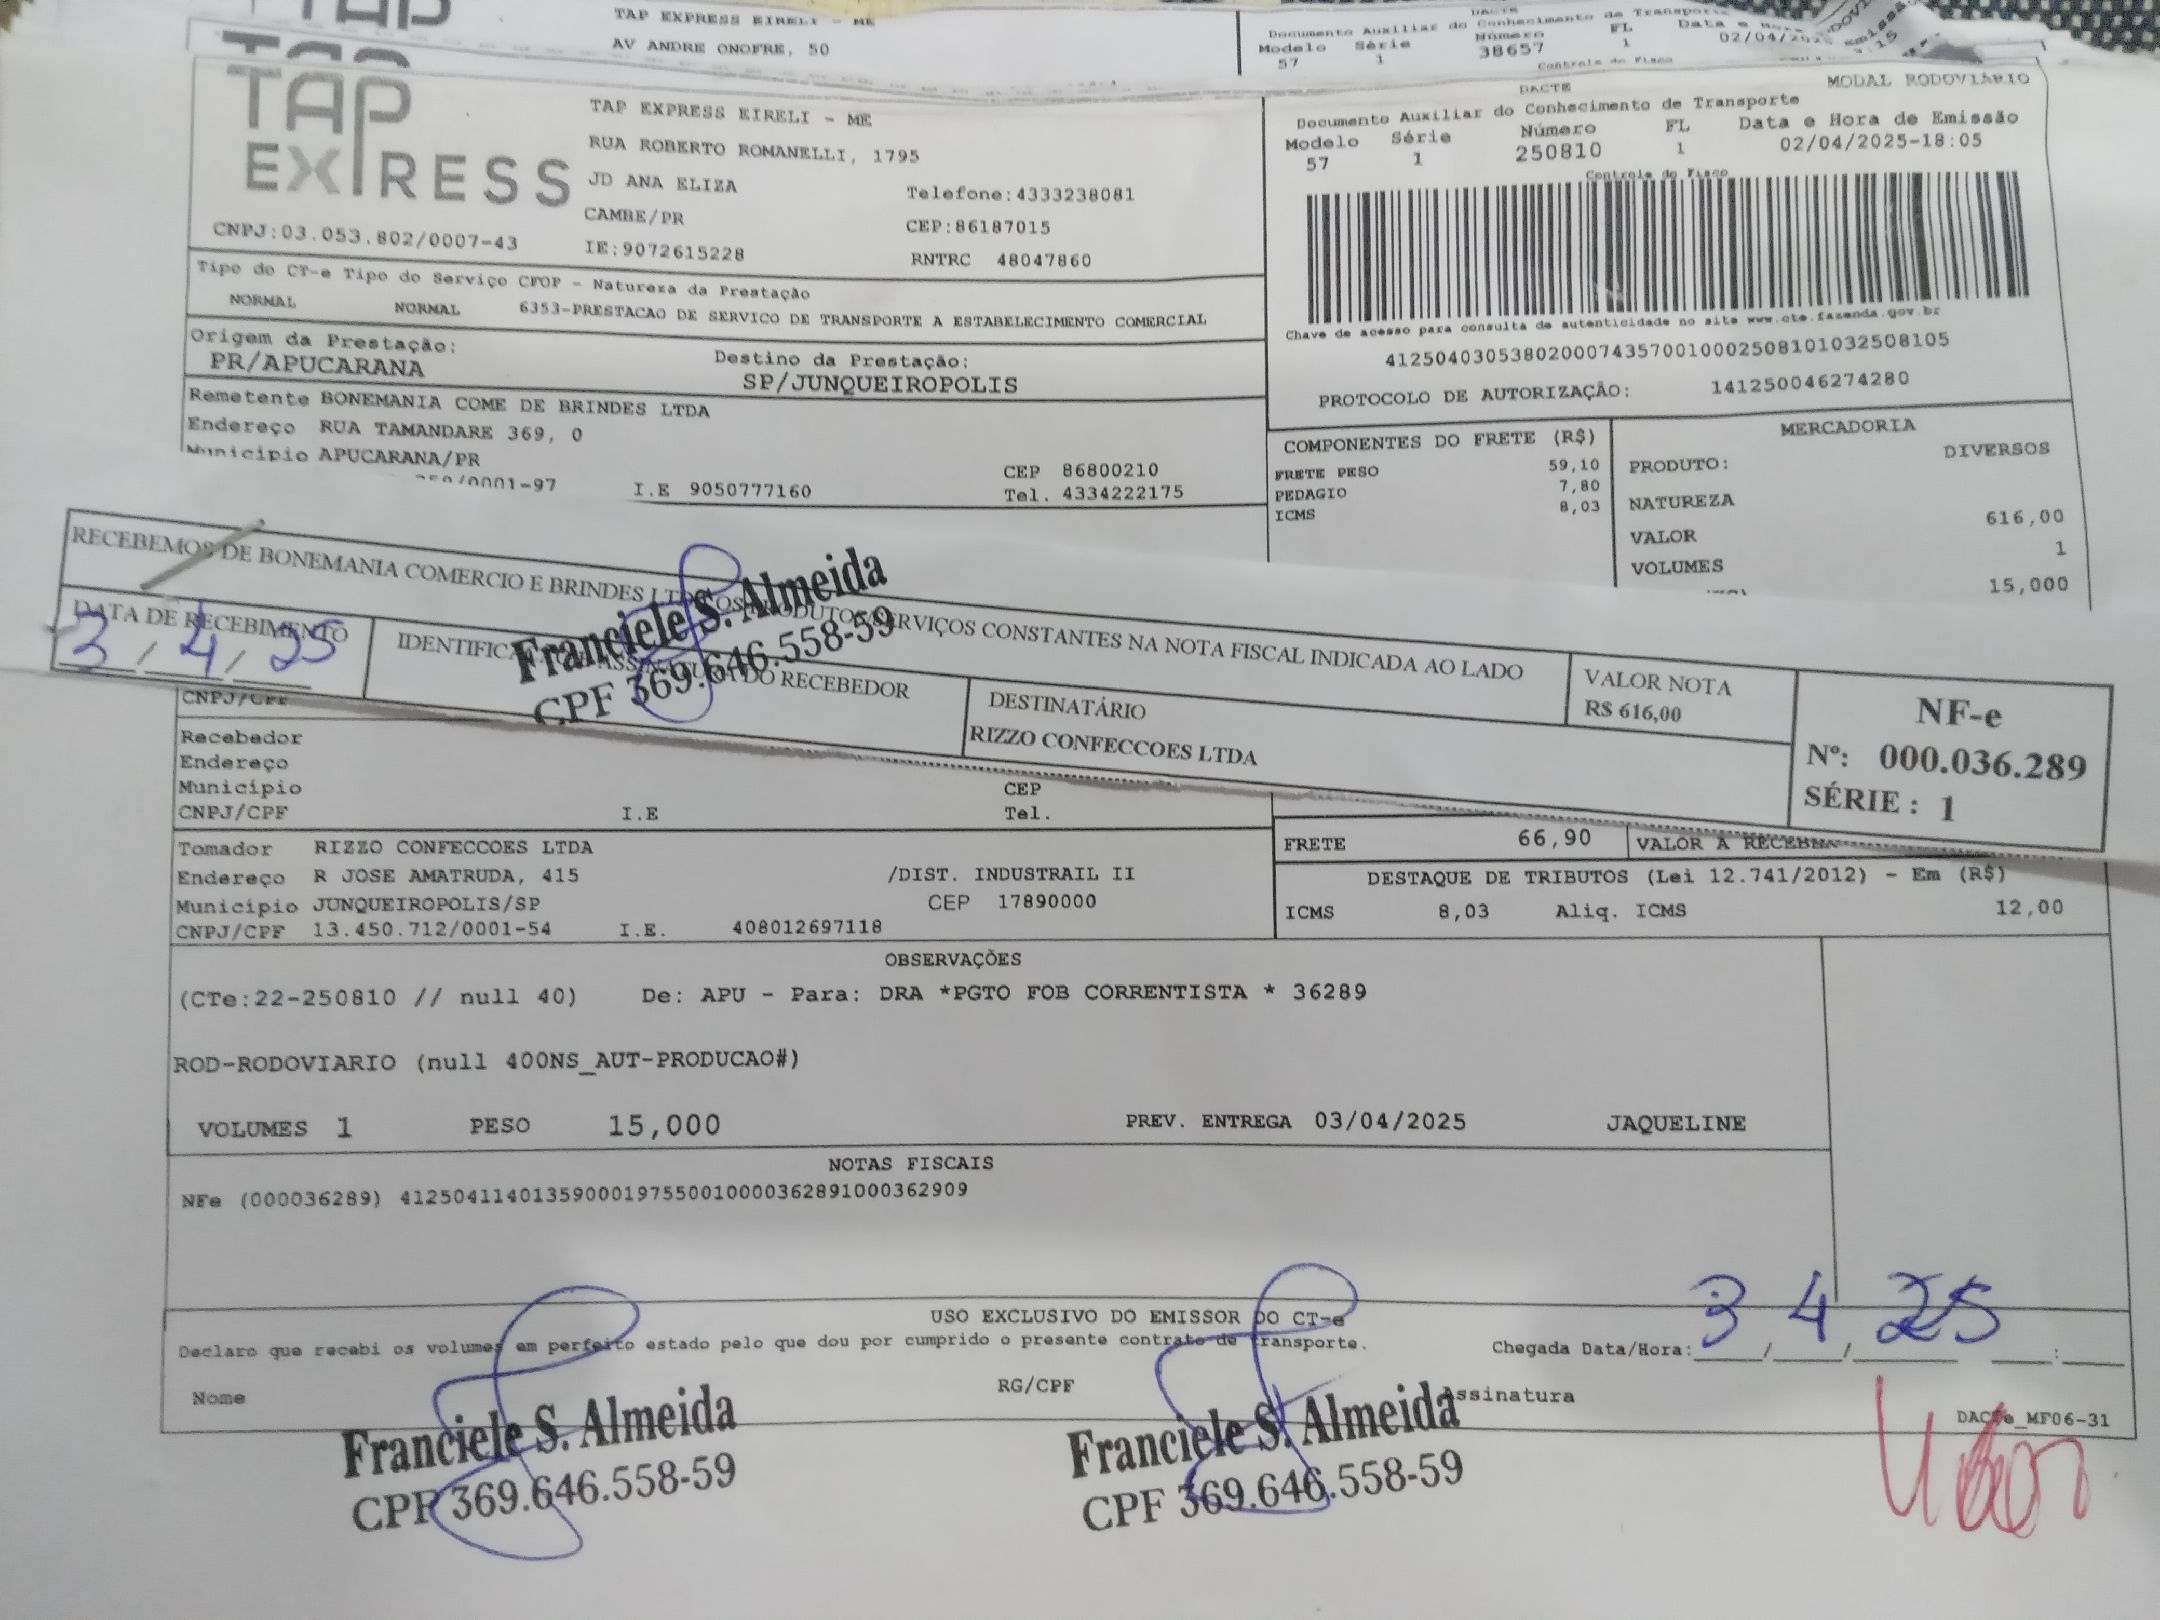 TAP EXPRESS EIRELI - ME
AV ANDRE ONOFRE, 50
DACTE
Documento Auxiliar do Conhecimento de Transporte
Modelo Série Número FL
57 1 38657 1 02/04/2025
Controle do Fisco
TAP EXPRESS
TAP EXPRESS EIRELI - ME
RUA ROBERTO ROMANELLI, 1795
JD ANA ELIZA Telefone:4333238081
CAMBE/PR CEP:86187015
CNPJ:03.053.802/0007-43 IE:9072615228 RNTRC 48047860
DACTE MODAL RODOVIÁRIO
Documento Auxiliar do Conhecimento de Transporte
Modelo Série Número FL Data e Hora de Emissão
57 1 250810 1 02/04/2025-18:05
Controle do Fisco
Chave de acesso para consulta de autenticidade no site www.cte.fazenda.gov.br
41250403053802000743570010002508101032508105
PROTOCOLO DE AUTORIZAÇÃO: 141250046274280
Tipo do CT-e Tipo do Serviço CFOP - Natureza da Prestação
NORMAL NORMAL 6353-PRESTACAO DE SERVICO DE TRANSPORTE A ESTABELECIMENTO COMERCIAL
Origem da Prestação: Destino da Prestação:
PR/APUCARANA SP/JUNQUEIROPOLIS
Remetente BONEMANIA COME DE BRINDES LTDA
Endereço RUA TAMANDARE 369, 0
Município APUCARANA/PR CEP 86800210
/0001-97 I.E 9050777160 Tel. 4334222175
COMPONENTES DO FRETE (R$)
FRETE PESO 59,10
PEDAGIO 7,80
ICMS 8,03
MERCADORIA
PRODUTO: DIVERSOS
NATUREZA
VALOR 616,00
VOLUMES 1
15,000
RECEBEMOS DE BONEMANIA COMERCIO E BRINDES LTDA OS PRODUTOS SERVIÇOS CONSTANTES NA NOTA FISCAL INDICADA AO LADO
DATA DE RECEBIMENTO
3/4/25
IDENTIFICAÇÃO E ASSINATURA DO RECEBEDOR
Franciele S. Almeida
CPF 369.646.558-59
DESTINATÁRIO
RIZZO CONFECCOES LTDA
VALOR NOTA
R$ 616,00
NF-e
Nº: 000.036.289
SÉRIE : 1
CNPJ/CPF
Recebedor
Endereço
Município CEP
CNPJ/CPF I.E Tel.
Tomador RIZZO CONFECCOES LTDA
Endereço R JOSE AMATRUDA, 415 /DIST. INDUSTRAIL II
Município JUNQUEIROPOLIS/SP CEP 17890000
CNPJ/CPF 13.450.712/0001-54 I.E. 408012697118
FRETE 66,90 VALOR A RECEBER
DESTAQUE DE TRIBUTOS (Lei 12.741/2012) - Em (R$)
ICMS 8,03 Aliq. ICMS 12,00
OBSERVAÇÕES
(CTe:22-250810 // null 40) De: APU - Para: DRA *PGTO FOB CORRENTISTA * 36289
ROD-RODOVIARIO (null 400NS_AUT-PRODUCAO#)
VOLUMES 1 PESO 15,000 PREV. ENTREGA 03/04/2025 JAQUELINE
NOTAS FISCAIS
NFe (000036289) 41250411401359000197550010000362891000362909
USO EXCLUSIVO DO EMISSOR DO CT-e
Declaro que recebi os volumes em perfeito estado pelo que dou por cumprido o presente contrato de transporte.
Chegada Data/Hora: 3/4/25 :
Nome RG/CPF Assinatura
DACTe_MF06-31
Franciele S. Almeida
CPF 369.646.558-59
Franciele S. Almeida
CPF 369.646.558-59